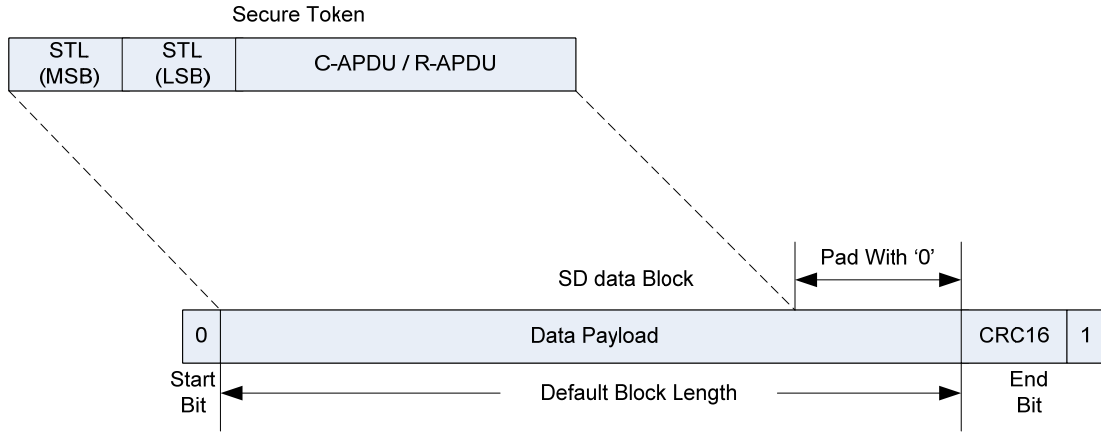 Secure Token
STL
(MSB)
STL
(LSB)
C-APDU / R-APDU
Pad With ‘0’
SD data Block
0
Data Payload
CRC16
1
Start
Bit
Default Block Length
End
Bit